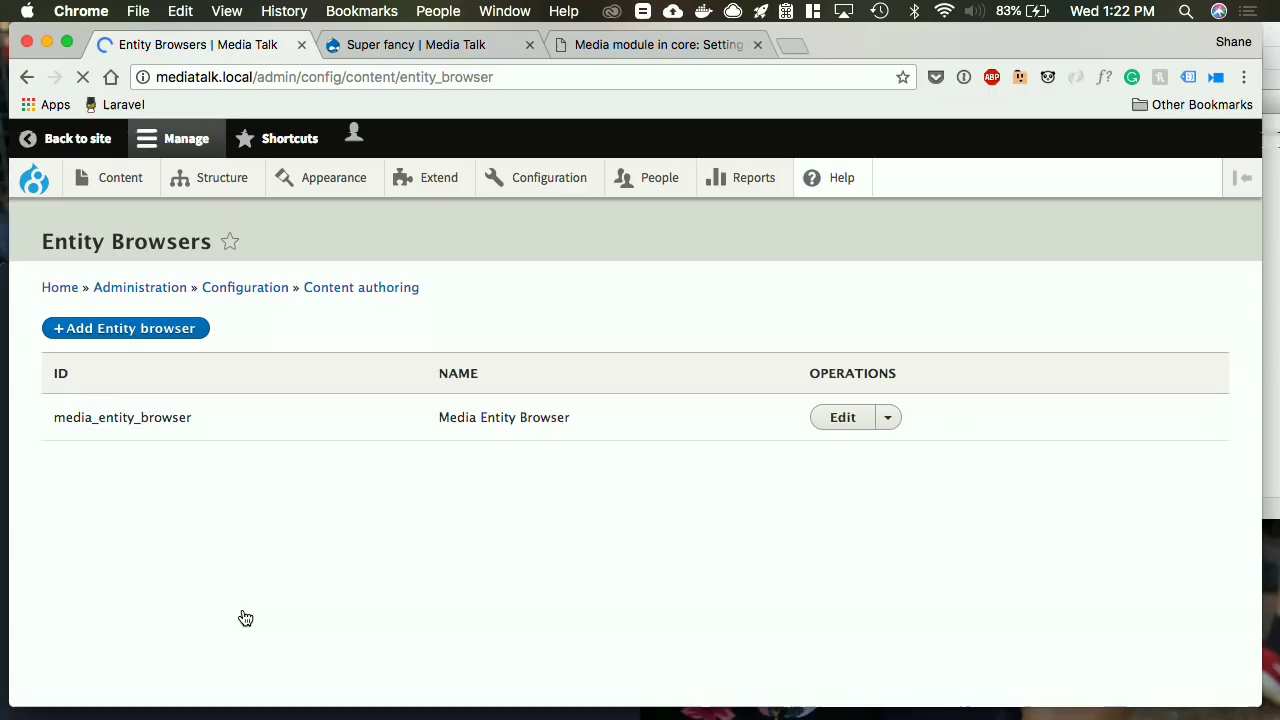 Chrome File Edit View History Bookmarks People Window Help 83% Wed 1:22 PM
Entity Browsers | Media Talk Super fancy | Media Talk Media module in core: Setting Shane
mediatalk.local/admin/config/content/entity_browser ABP f?
Apps Laravel Other Bookmarks
Back to site Manage Shortcuts
Content Structure Appearance Extend Configuration People Reports Help
Entity Browsers
Home » Administration » Configuration » Content authoring
+ Add Entity browser
ID NAME OPERATIONS
media_entity_browser Media Entity Browser Edit